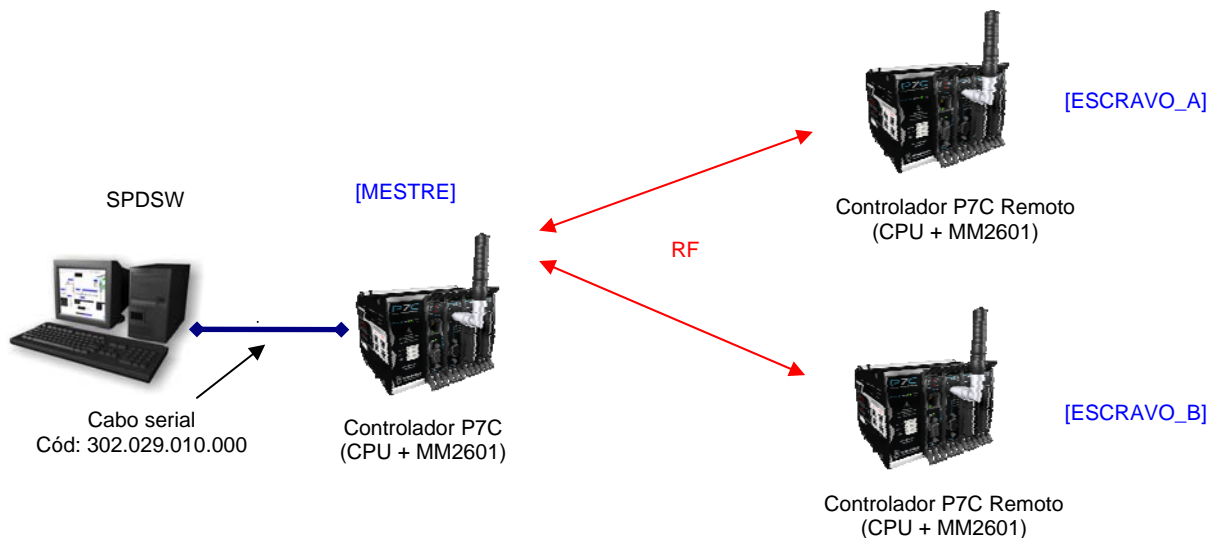 [ESCRAVO_A]
SPDSW
[MESTRE]
Controlador P7C Remoto
(CPU + MM2601)
RF
P7C
Cabo serial
Cód: 302.029.010.000
Controlador P7C
(CPU + MM2601)
[ESCRAVO_B]
Controlador P7C Remoto
(CPU + MM2601)